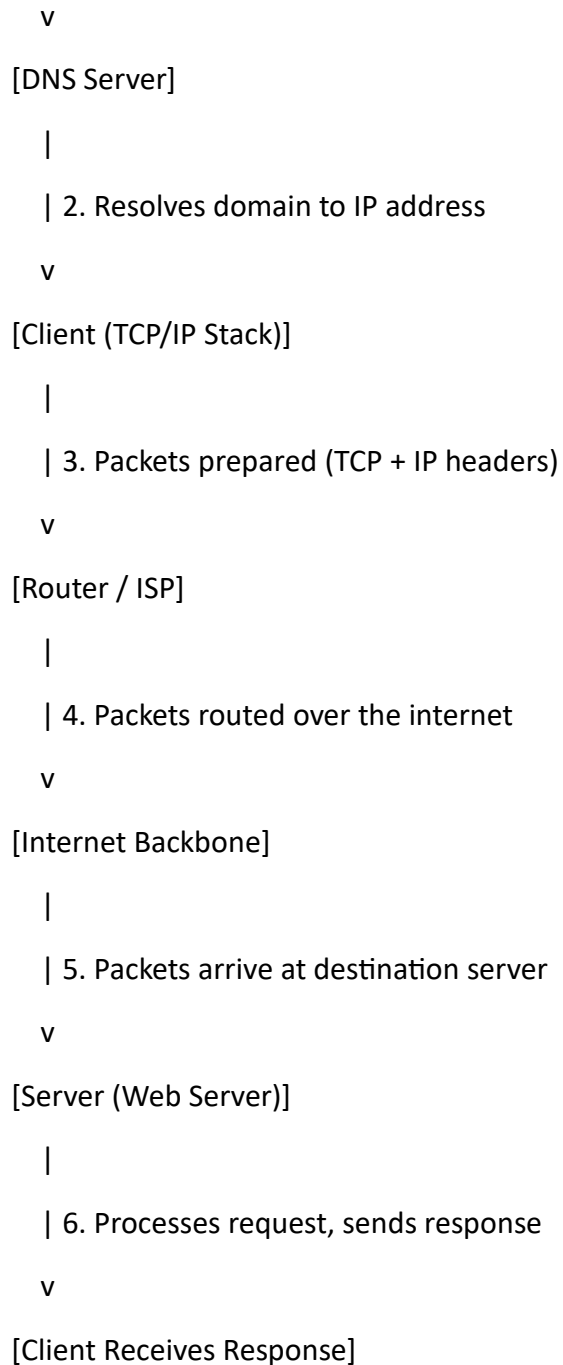 v
[DNS Server]
|
| 2. Resolves domain to IP address
v
[Client (TCP/IP Stack)]
|
| 3. Packets prepared (TCP + IP headers)
v
[Router / ISP]
|
| 4. Packets routed over the internet
v
[Internet Backbone]
|
| 5. Packets arrive at destination server
v
[Server (Web Server)]
|
| 6. Processes request, sends response
v
[Client Receives Response]